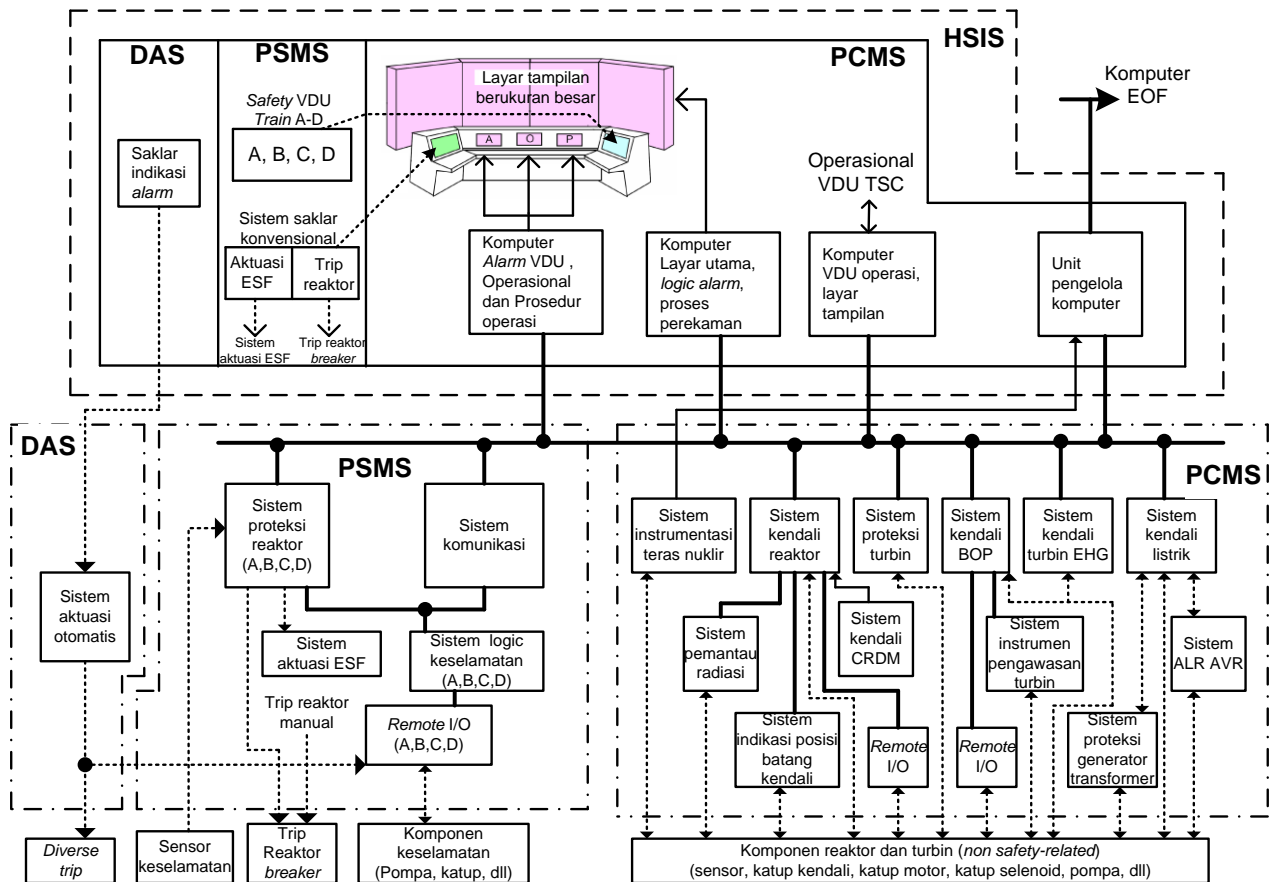 HSIS
DAS
PSMS
PCMS
Komputer
EOF
Layar tampilan
berukuran besar
Safety VDU
Train A-D
A, B, C, D
A
O
P
Saklar
indikasi
alarm
Operasional
VDU TSC
Sistem saklar
konvensional
Aktuasi
ESF
Trip
reaktor
Sistem
aktuasi ESF
Trip reaktor
breaker
Komputer
Alarm VDU ,
Operasional
dan Prosedur
operasi
Komputer
Layar utama,
logic alarm,
proses
perekaman
Komputer
VDU operasi,
layar
tampilan
Unit
pengelola
komputer
DAS
PSMS
PCMS
Sistem
proteksi
reaktor
(A,B,C,D)
Sistem
komunikasi
Sistem
instrumentasi
teras nuklir
Sistem
kendali
reaktor
Sistem
proteksi
turbin
Sistem
kendali
BOP
Sistem
kendali
turbin EHG
Sistem
kendali
listrik
Sistem
aktuasi
otomatis
Sistem
aktuasi ESF
Sistem logic
keselamatan
(A,B,C,D)
Sistem
pemantau
radiasi
Sistem
kendali
CRDM
Sistem
instrumen
pengawasan
turbin
Sistem
ALR AVR
Trip reaktor
manual
Remote I/O
(A,B,C,D)
Sistem
indikasi posisi
batang
kendali
Remote
I/O
Remote
I/O
Sistem
proteksi
generator
transformer
Diverse
trip
Sensor
keselamatan
Trip
Reaktor
breaker
Komponen
keselamatan
(Pompa, katup, dll)
Komponen reaktor dan turbin (non safety-related)
(sensor, katup kendali, katup motor, katup selenoid, pompa, dll)